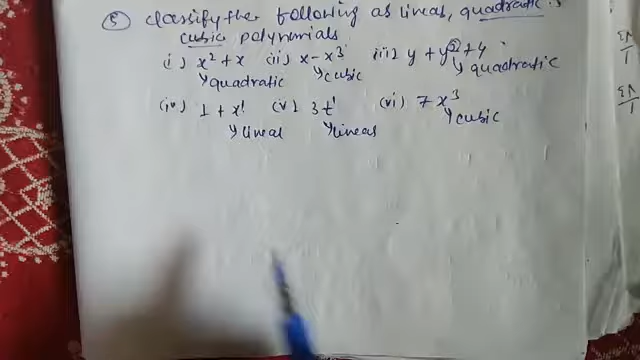 ⑤ Classify the following as linear, quadratic &
cubic polynomials
(i) x² + x (ii) x - x³ (iii) y + y² + 4
↳ quadratic ↳ cubic ↳ quadratic
(iv) 1 + x¹ (v) 3t¹ (vi) 7x³
↳ linear ↳ linear ↳ cubic